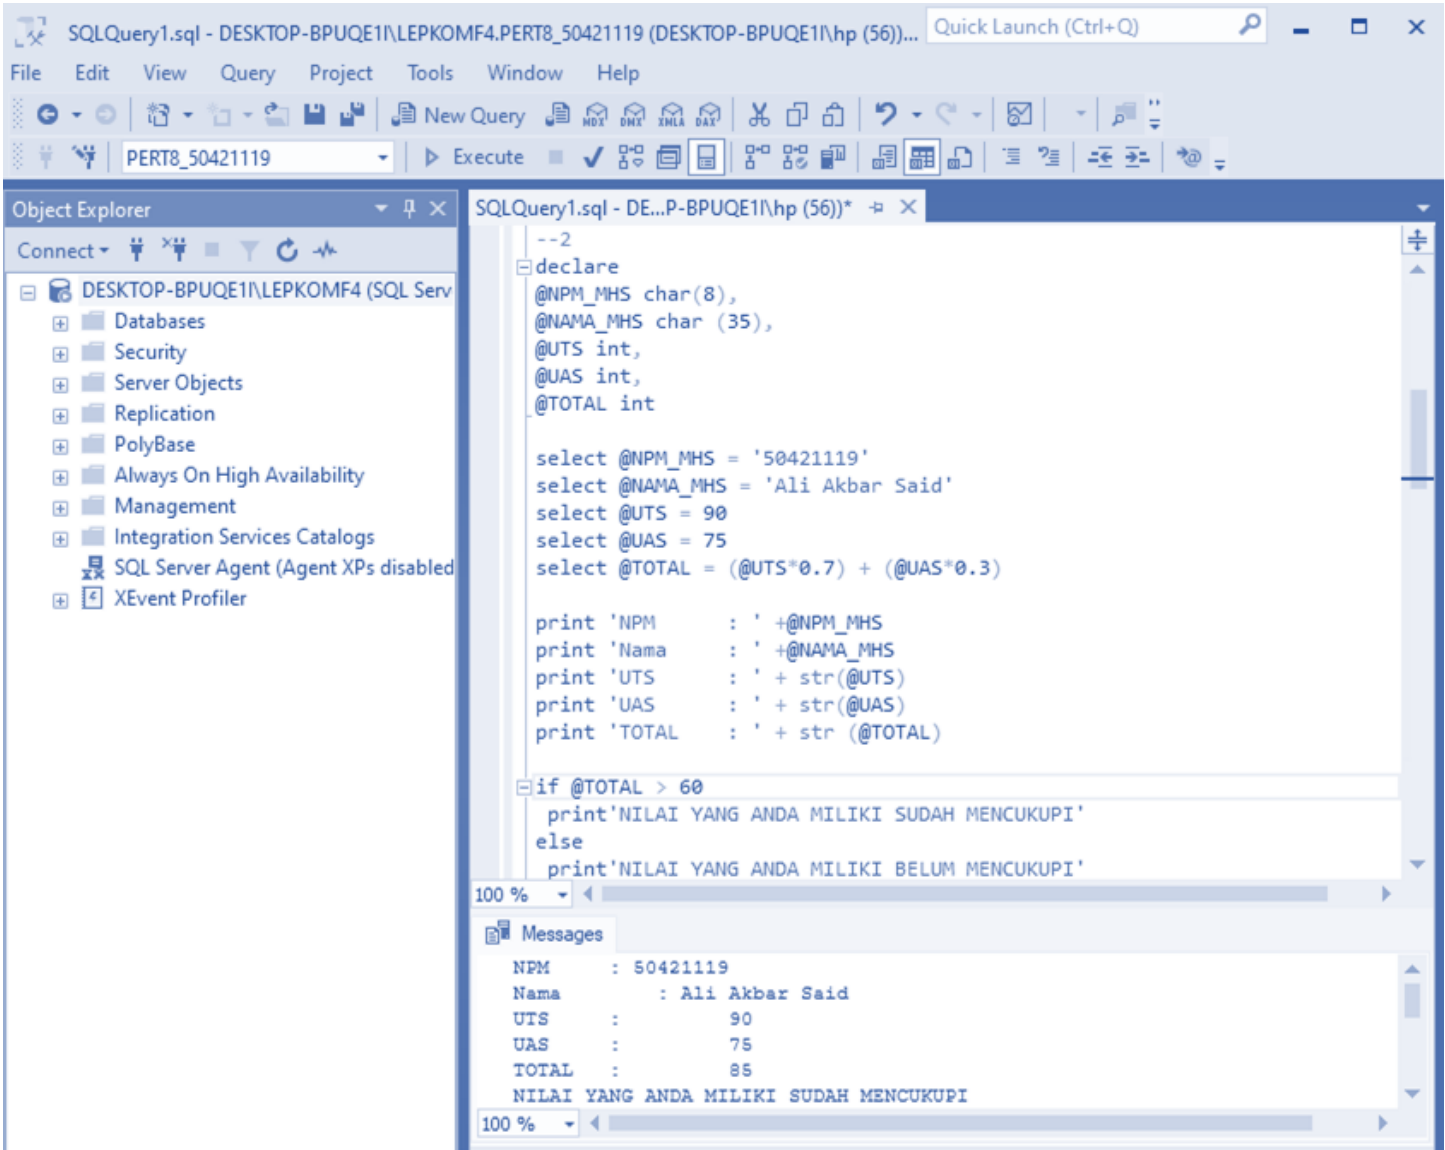 SQLQuery1.sql - DESKTOP-BPUQE1I\LEPKOMF4.PERT8_50421119 (DESKTOP-BPUQE1I\hp (56))...
Quick Launch (Ctrl+Q)
File Edit View Query Project Tools Window Help
New Query MDX DMX XMLA DAX
PERT8_50421119 Execute
Object Explorer
Connect
DESKTOP-BPUQE1I\LEPKOMF4 (SQL Serv
Databases
Security
Server Objects
Replication
PolyBase
Always On High Availability
Management
Integration Services Catalogs
SQL Server Agent (Agent XPs disabled
XEvent Profiler
SQLQuery1.sql - DE...P-BPUQE1I\hp (56))*
--2
declare
@NPM_MHS char(8),
@NAMA_MHS char (35),
@UTS int,
@UAS int,
@TOTAL int
select @NPM_MHS = '50421119'
select @NAMA_MHS = 'Ali Akbar Said'
select @UTS = 90
select @UAS = 75
select @TOTAL = (@UTS*0.7) + (@UAS*0.3)
print 'NPM      : ' +@NPM_MHS
print 'Nama     : ' +@NAMA_MHS
print 'UTS      : ' + str(@UTS)
print 'UAS      : ' + str(@UAS)
print 'TOTAL    : ' + str (@TOTAL)
if @TOTAL > 60
print'NILAI YANG ANDA MILIKI SUDAH MENCUKUPI'
else
print'NILAI YANG ANDA MILIKI BELUM MENCUKUPI'
100 %
Messages
NPM     : 50421119
Nama        : Ali Akbar Said
UTS     :         90
UAS     :         75
TOTAL   :         85
NILAI YANG ANDA MILIKI SUDAH MENCUKUPI
100 %